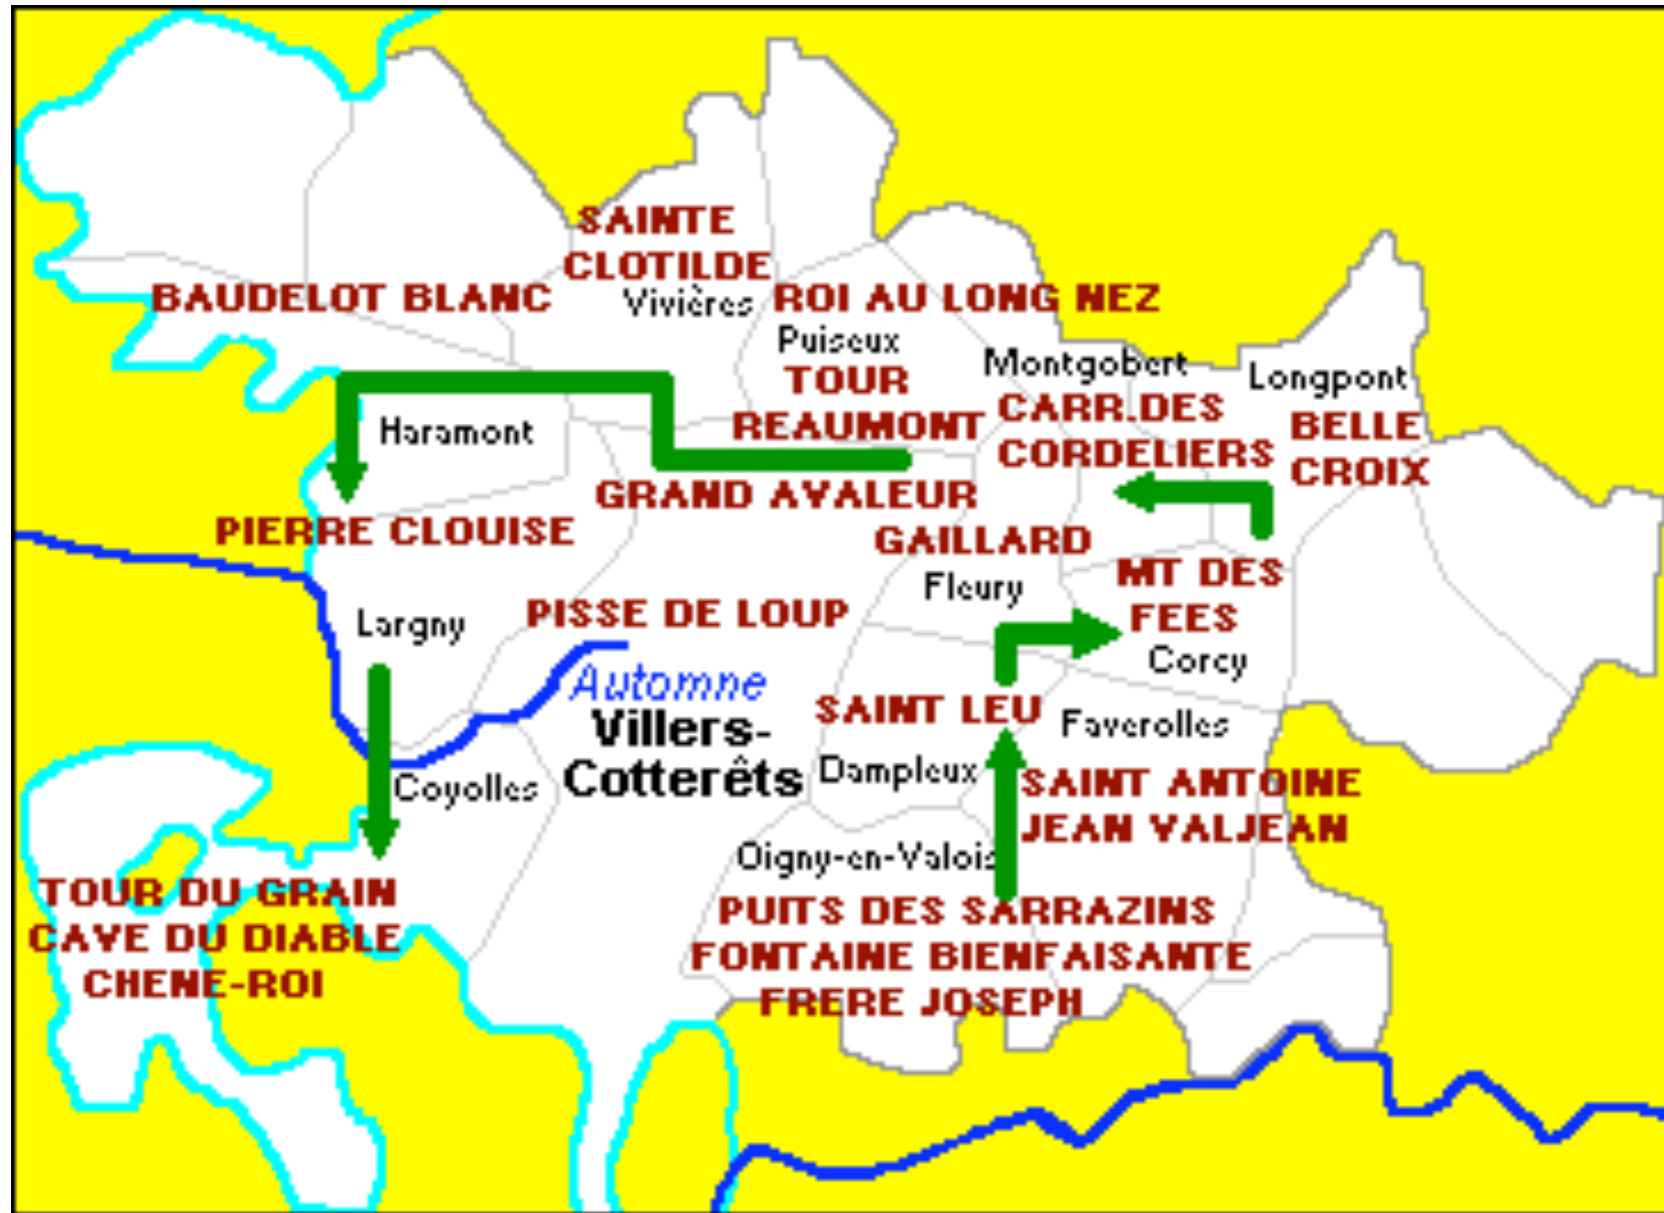 SAINTE
CLOTILDE
BAUDELOT BLANC
Vivières
ROI AU LONG NEZ
Puiseux
TOUR
REAUMONT
Montgobert
CARR.DES
CORDELIERS
Longpont
BELLE
CROIX
Haramont
GRAND AVALEUR
PIERRE CLOUISE
GAILLARD
Fleury
MT DES
FEES
Corcy
Largny
PISSE DE LOUP
Automne
Villers-
Cotterêts
SAINT LEU
Faverolles
Dampleux
Coyolles
SAINT ANTOINE
JEAN VALJEAN
Oigny-en-Valois
TOUR DU GRAIN
CAVE DU DIABLE
CHENE-ROI
PUITS DES SARRAZINS
FONTAINE BIENFAISANTE
FRERE JOSEPH